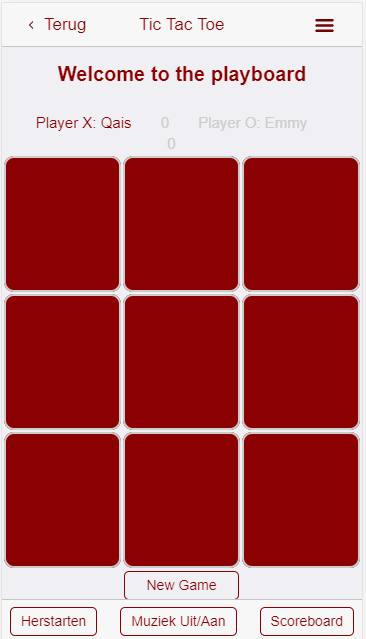 Terug Tic Tac Toe
Welcome to the playboard
Player X: Qais 0 Player O: Emmy
0
New Game
Herstarten Muziek Uit/Aan Scoreboard